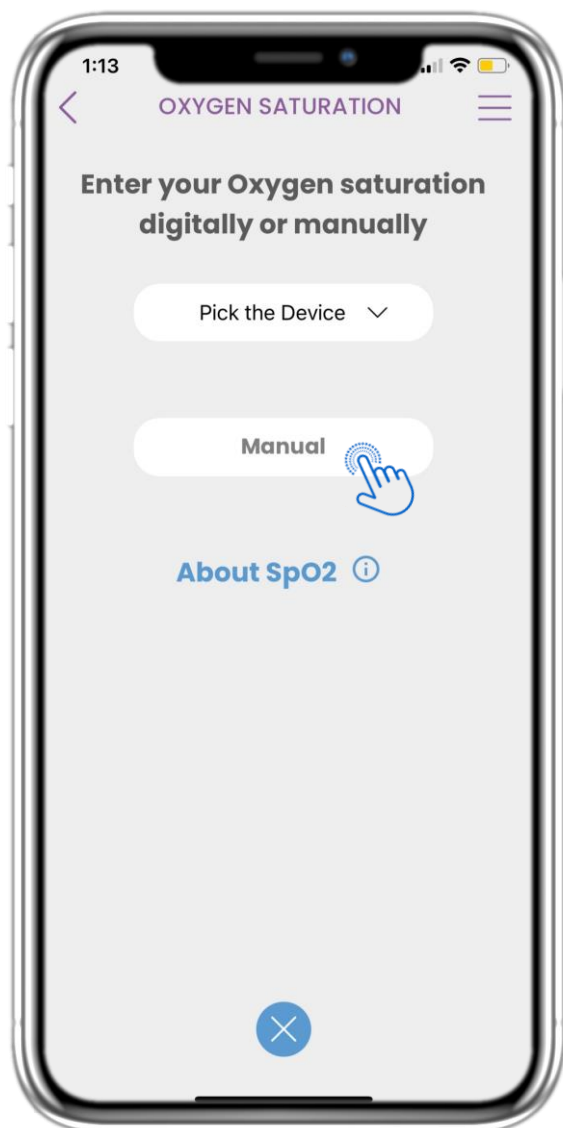 1:13
OXYGEN SATURATION
Enter your Oxygen saturation
digitally or manually
Pick the Device
Manual
About SpO2